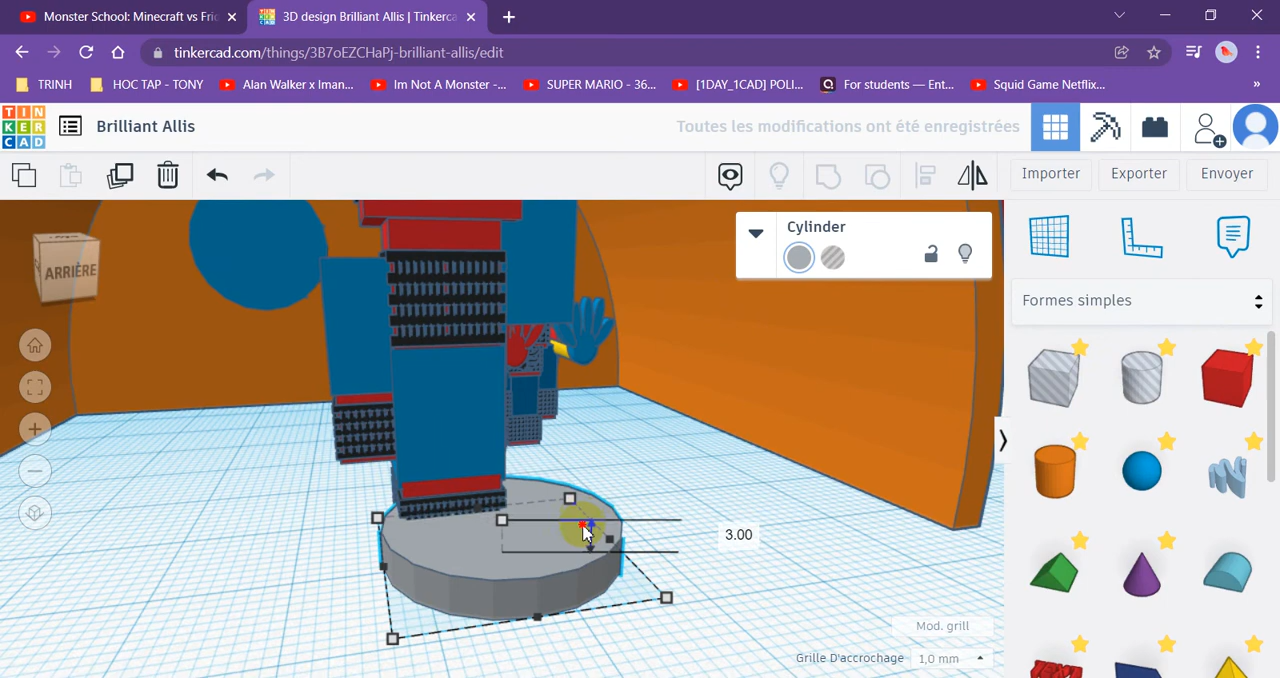 Monster School: Minecraft vs Fric
3D design Brilliant Allis | Tinkerca
tinkercad.com/things/3B7oEZCHaPj-brilliant-allis/edit
TRINH
HOC TAP - TONY
Alan Walker x Iman...
Im Not A Monster -...
SUPER MARIO - 36...
[1DAY_1CAD] POLI...
For students — Ent...
Squid Game Netflix...
TIN
KER
CAD
Brilliant Allis
Toutes les modifications ont été enregistrées
Importer
Exporter
Envoyer
Cylinder
ARRIÈRE
Formes simples
3.00
Mod. grill
Grille D'accrochage 1,0 mm